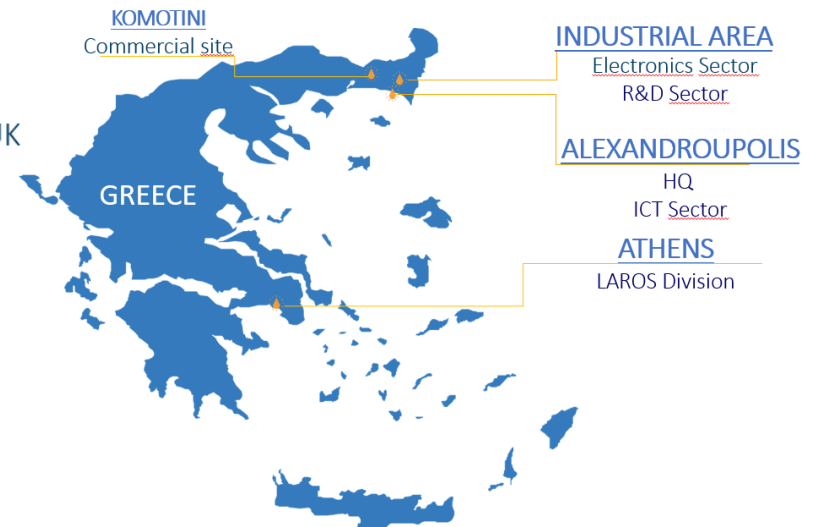 KOMOTINI
Commercial site
INDUSTRIAL AREA
Electronics Sector
R&D Sector
ALEXANDROUPOLIS
HQ
ICT Sector
GREECE
ATHENS
LAROS Division